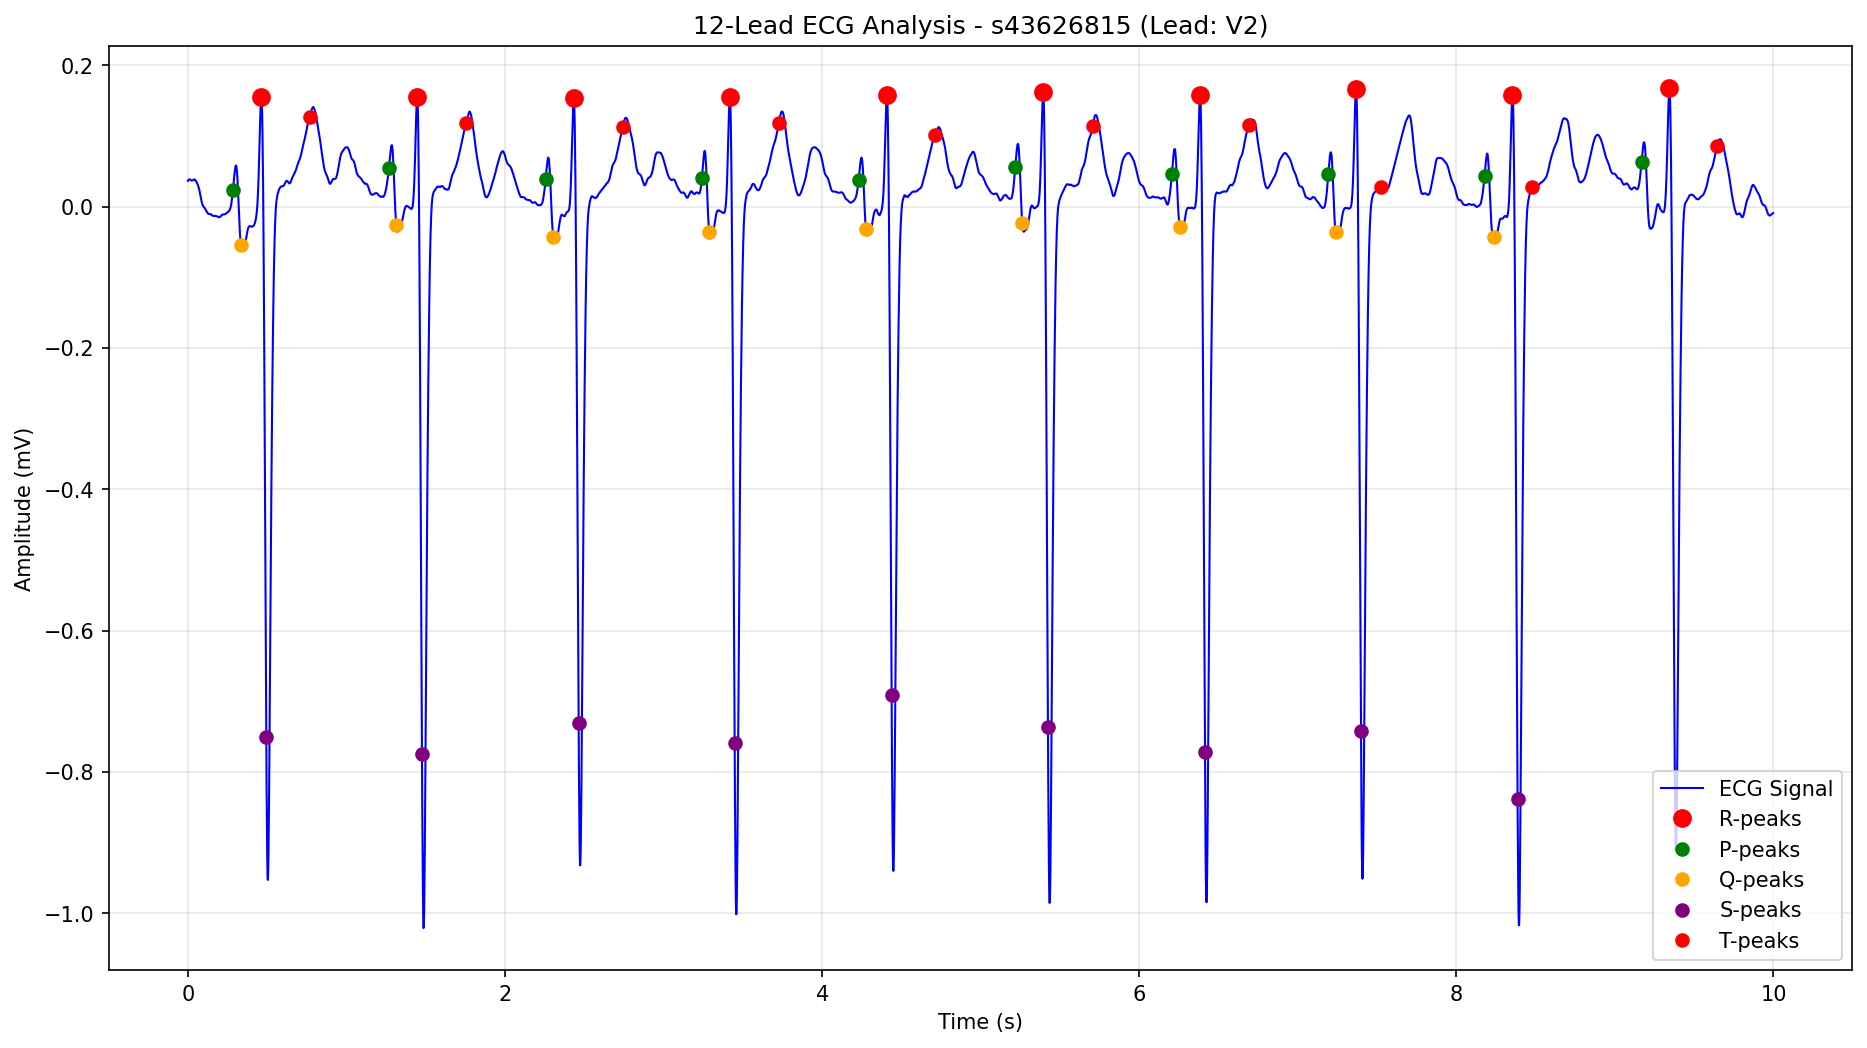 12-Lead ECG Analysis - s43626815 (Lead: V2)
0.2
0.0
−0.2
−0.4
−0.6
−0.8
−1.0
Amplitude (mV)
0 2 4 6 8 10
Time (s)
ECG Signal
R-peaks
P-peaks
Q-peaks
S-peaks
T-peaks